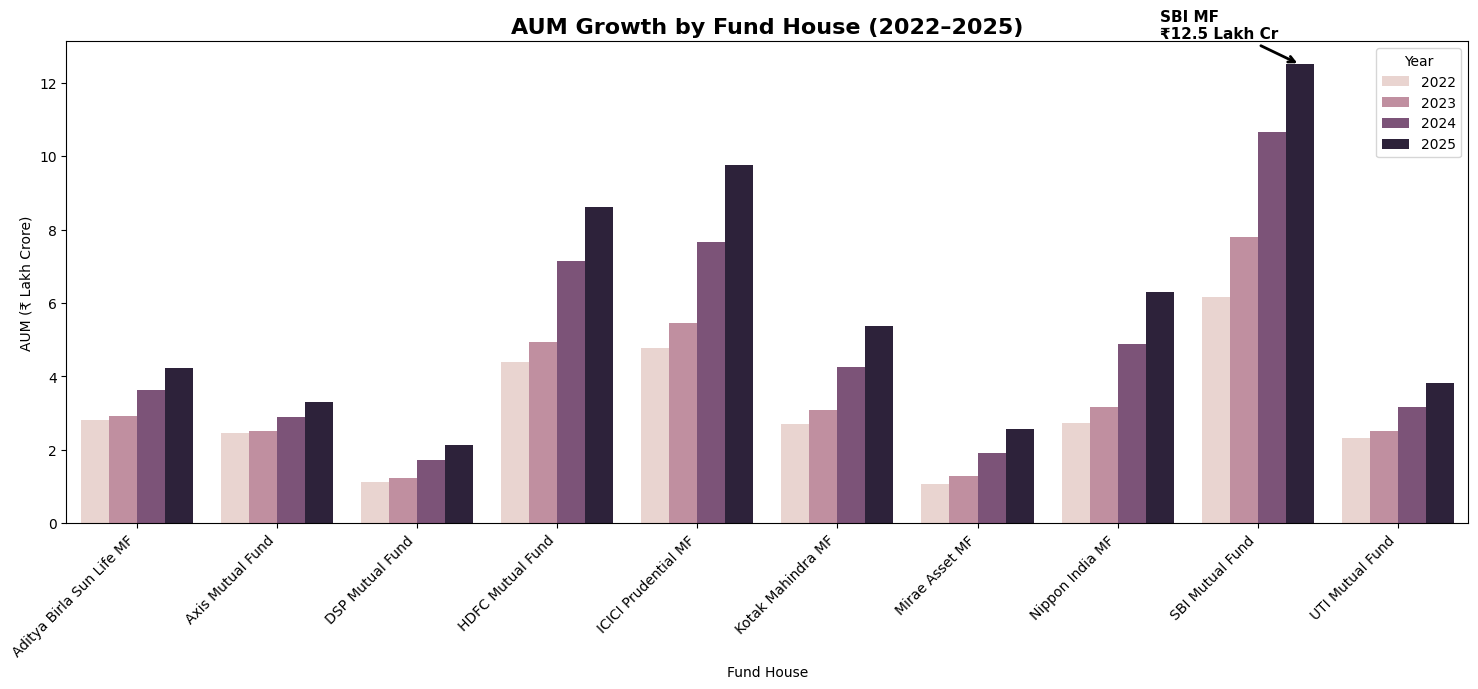 AUM Growth by Fund House (2022–2025)
SBI MF
₹12.5 Lakh Cr
Year
2022
2023
2024
2025
AUM (₹ Lakh Crore)
12
10
8
6
4
2
0
Aditya Birla Sun Life MF
Axis Mutual Fund
DSP Mutual Fund
HDFC Mutual Fund
ICICI Prudential MF
Kotak Mahindra MF
Mirae Asset MF
Nippon India MF
SBI Mutual Fund
UTI Mutual Fund
Fund House